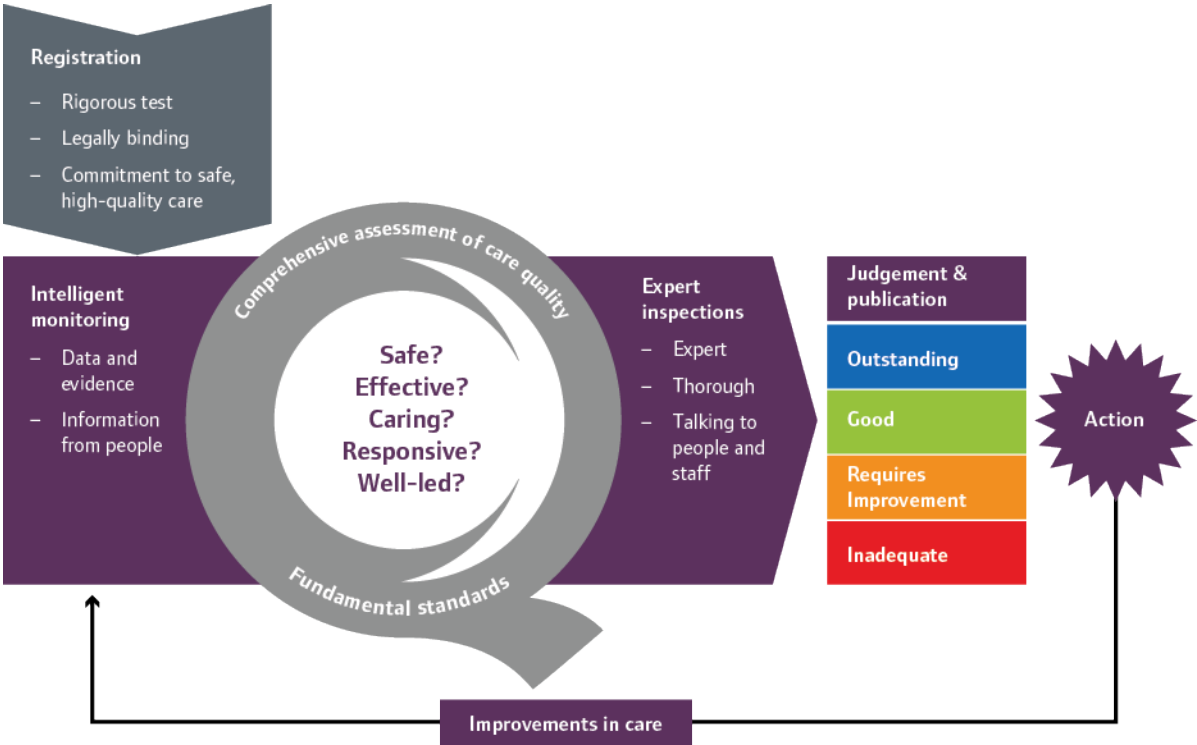 Registration
– Rigorous test
– Legally binding
– Commitment to safe,
high-quality care
Intelligent
monitoring
– Data and
evidence
– Information
from people
Comprehensive assessment of care quality
Safe?
Effective?
Caring?
Responsive?
Well-led?
Fundamental standards
Expert
inspections
– Expert
– Thorough
– Talking to
people and
staff
Judgement &
publication
Outstanding
Good
Requires
Improvement
Inadequate
Action
Improvements in care